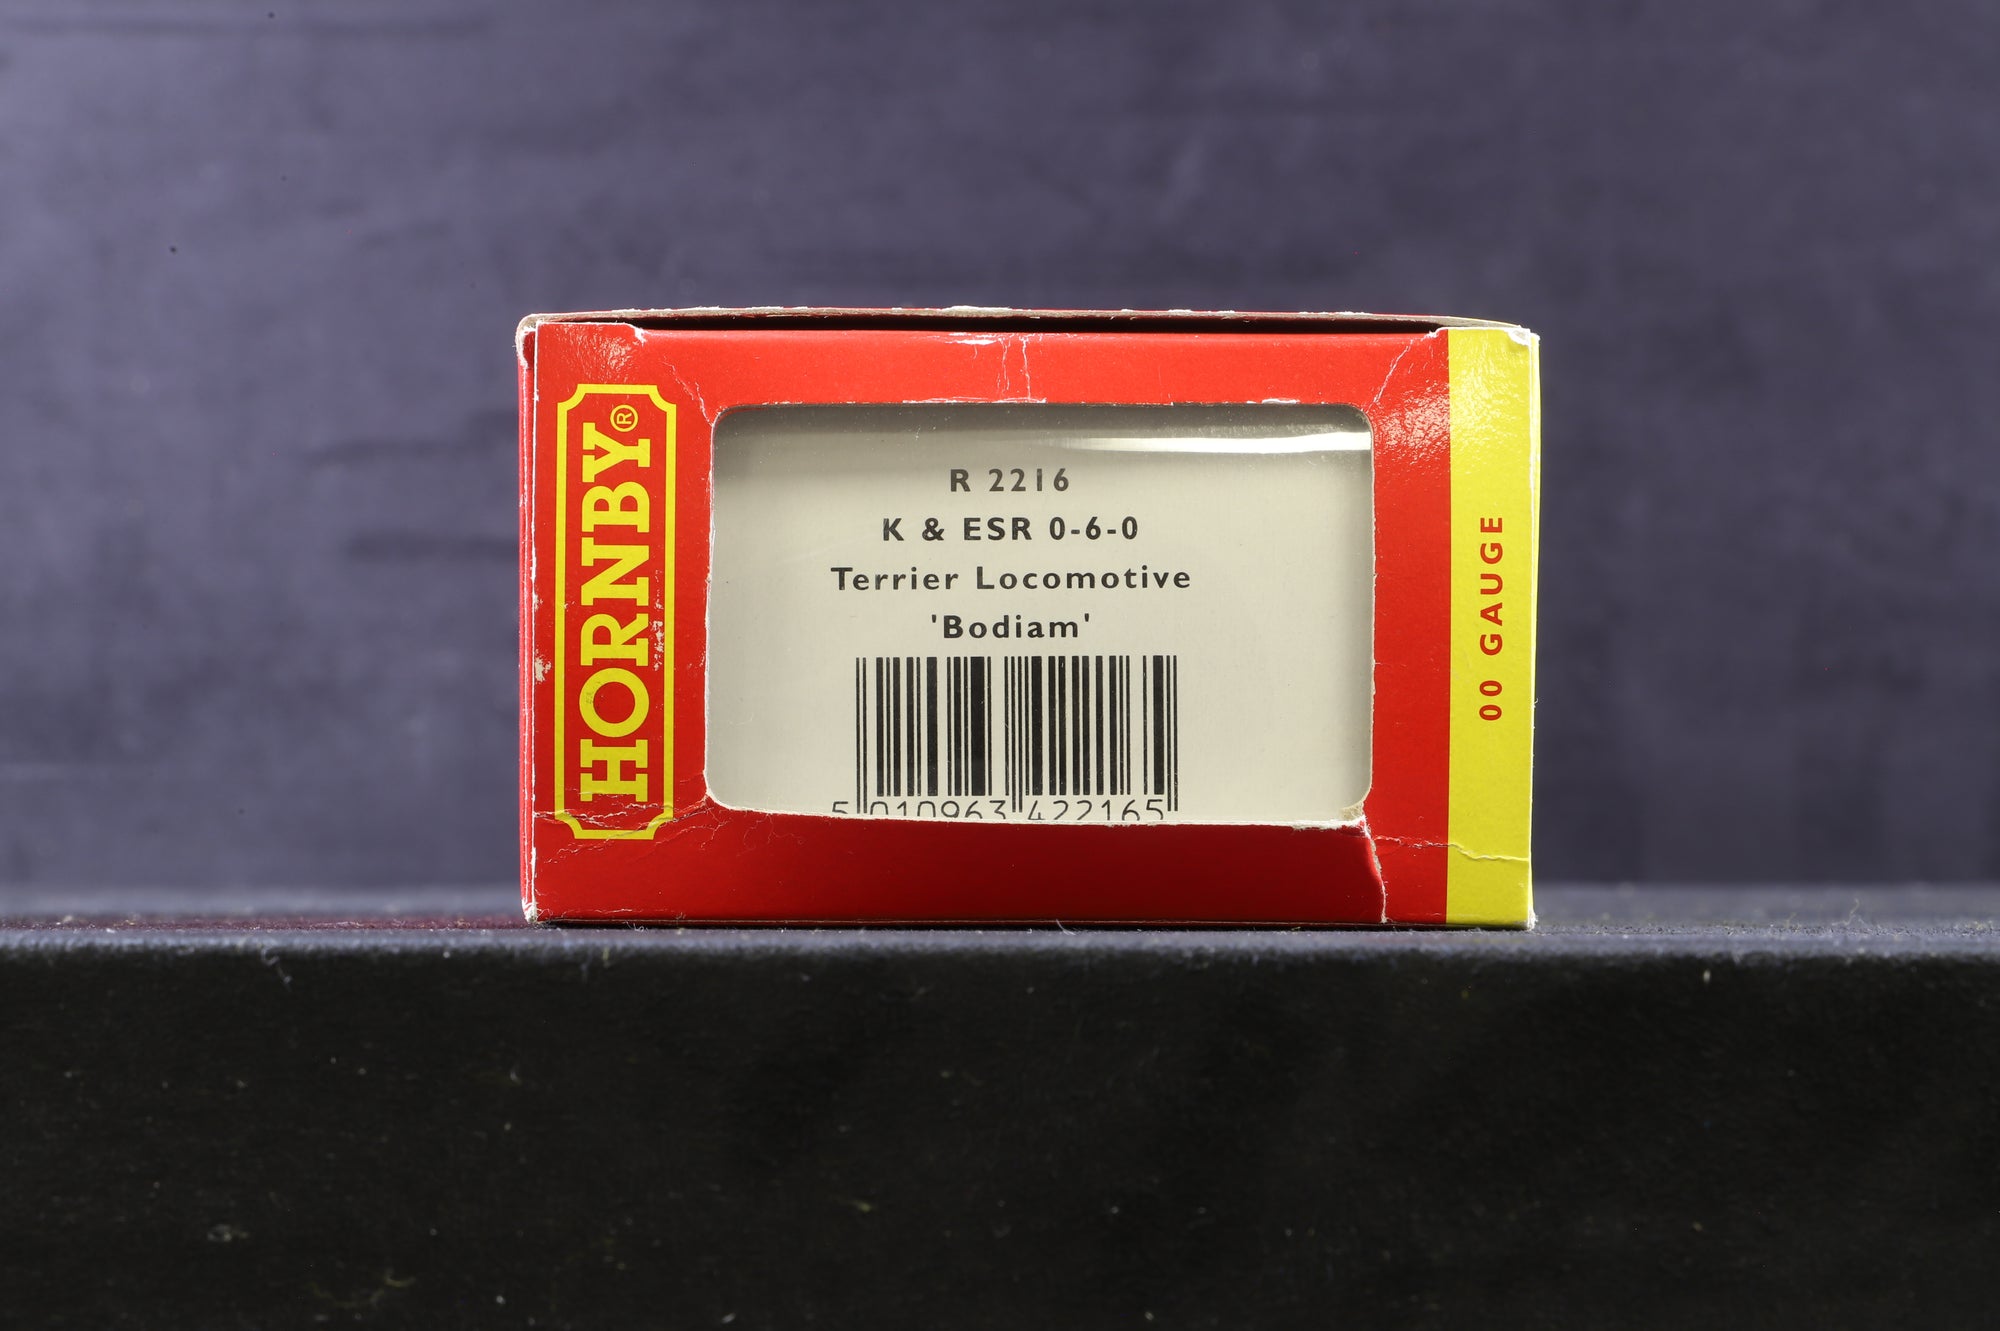 HORNBY®
R 2216
K & ESR 0-6-0
Terrier Locomotive
'Bodiam'
5 010963 422165
00 GAUGE